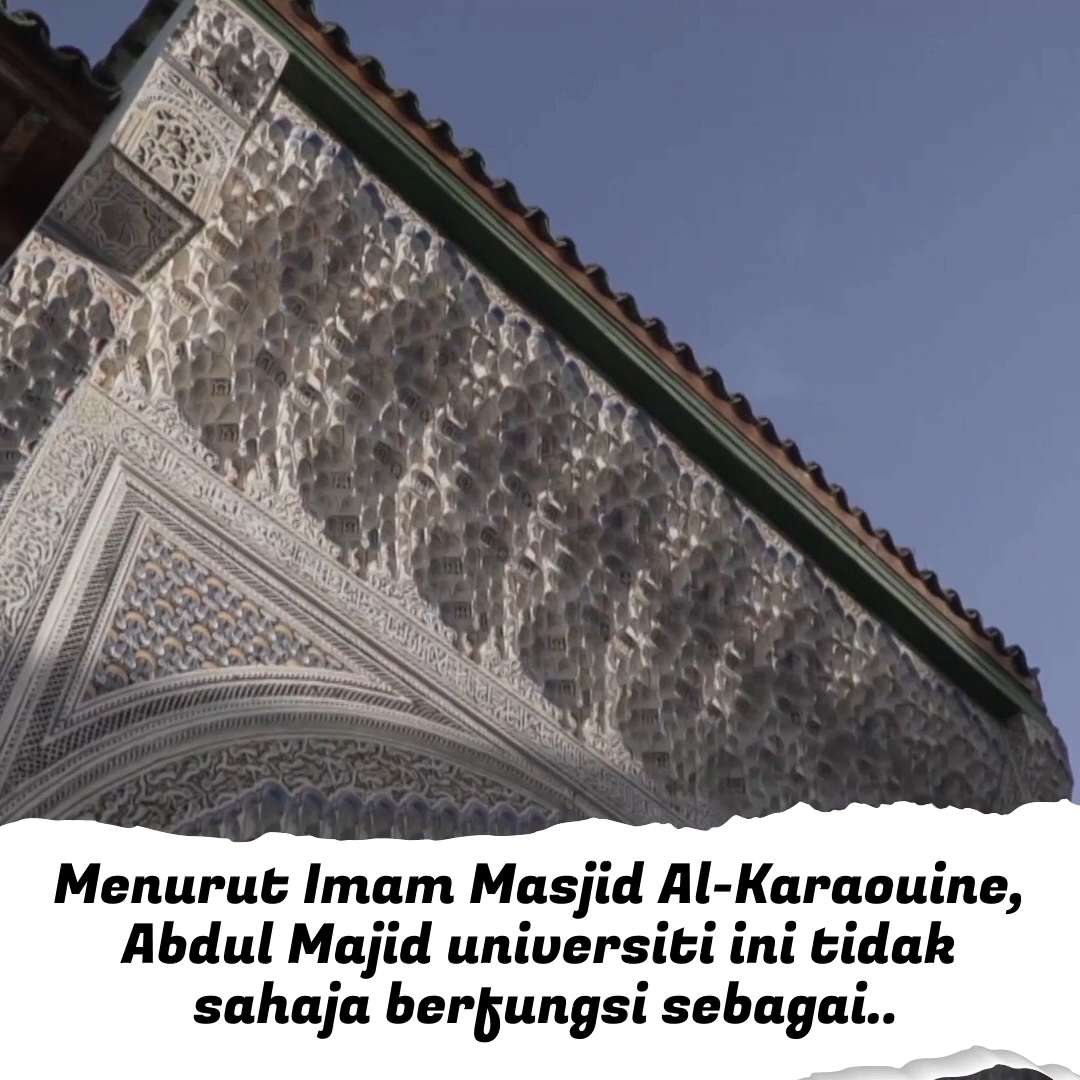 Menurut Imam Masjid Al-Karaouine,
Abdul Majid universiti ini tidak
sahaja berfungsi sebagai..